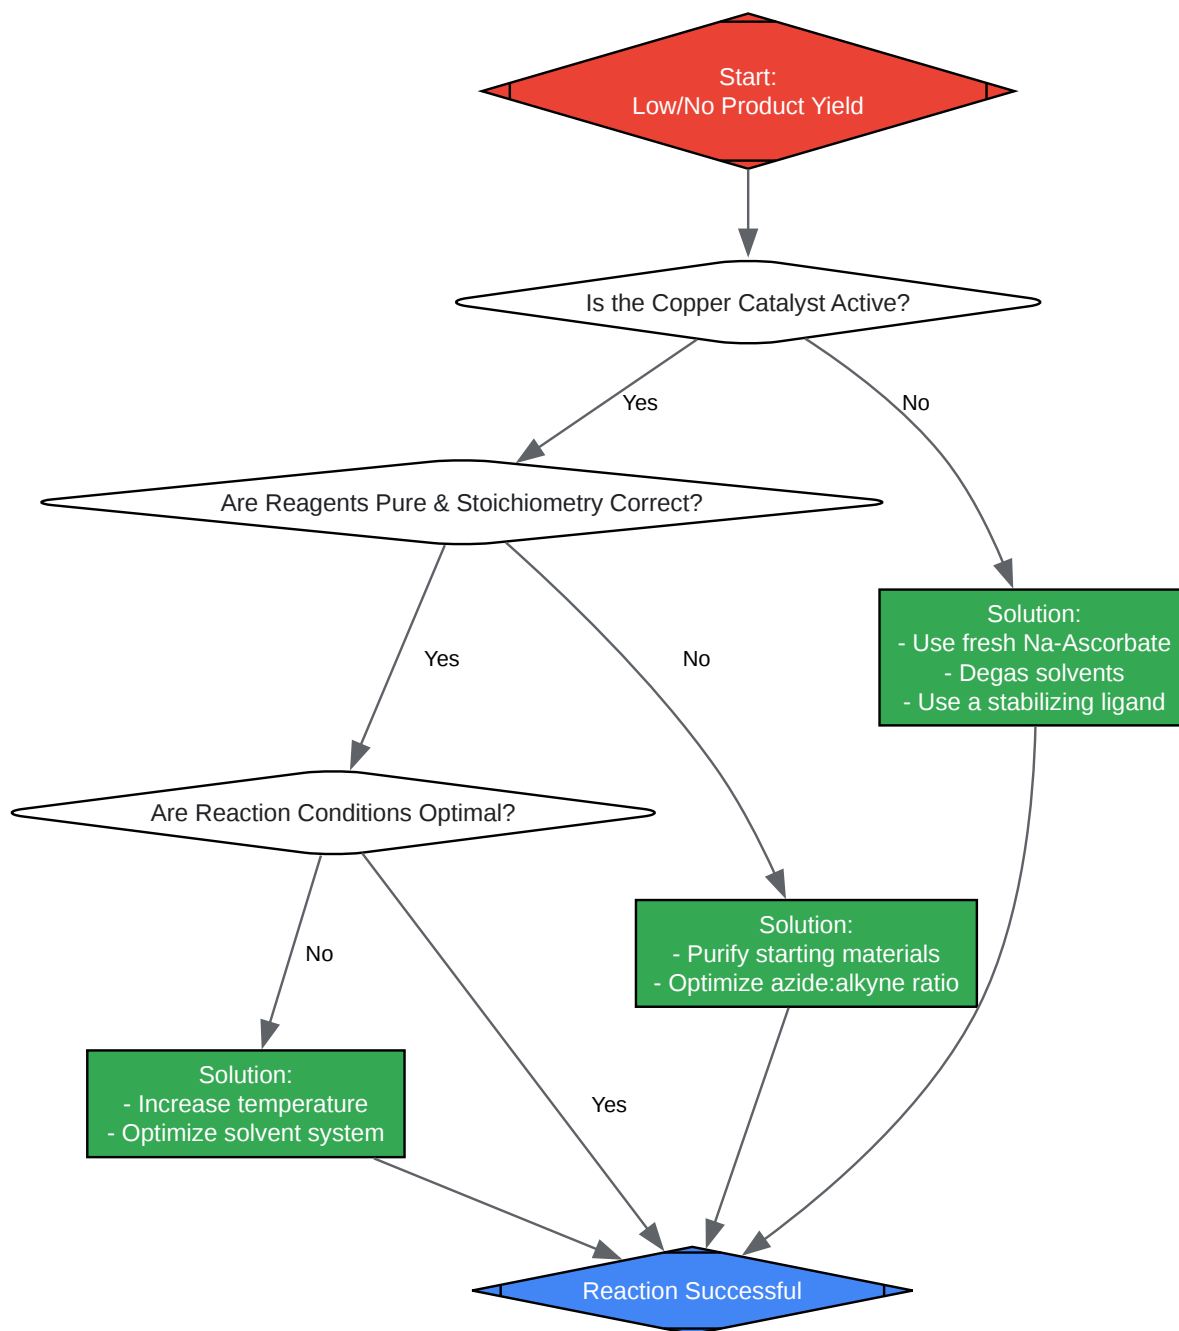 Start:
Low/No Product Yield
Is the Copper Catalyst Active?
Yes
No
Are Reagents Pure & Stoichiometry Correct?
Solution:
- Use fresh Na-Ascorbate
- Degas solvents
- Use a stabilizing ligand
Yes
No
Are Reaction Conditions Optimal?
Solution:
- Purify starting materials
- Optimize azide:alkyne ratio
No
Yes
Solution:
- Increase temperature
- Optimize solvent system
Reaction Successful